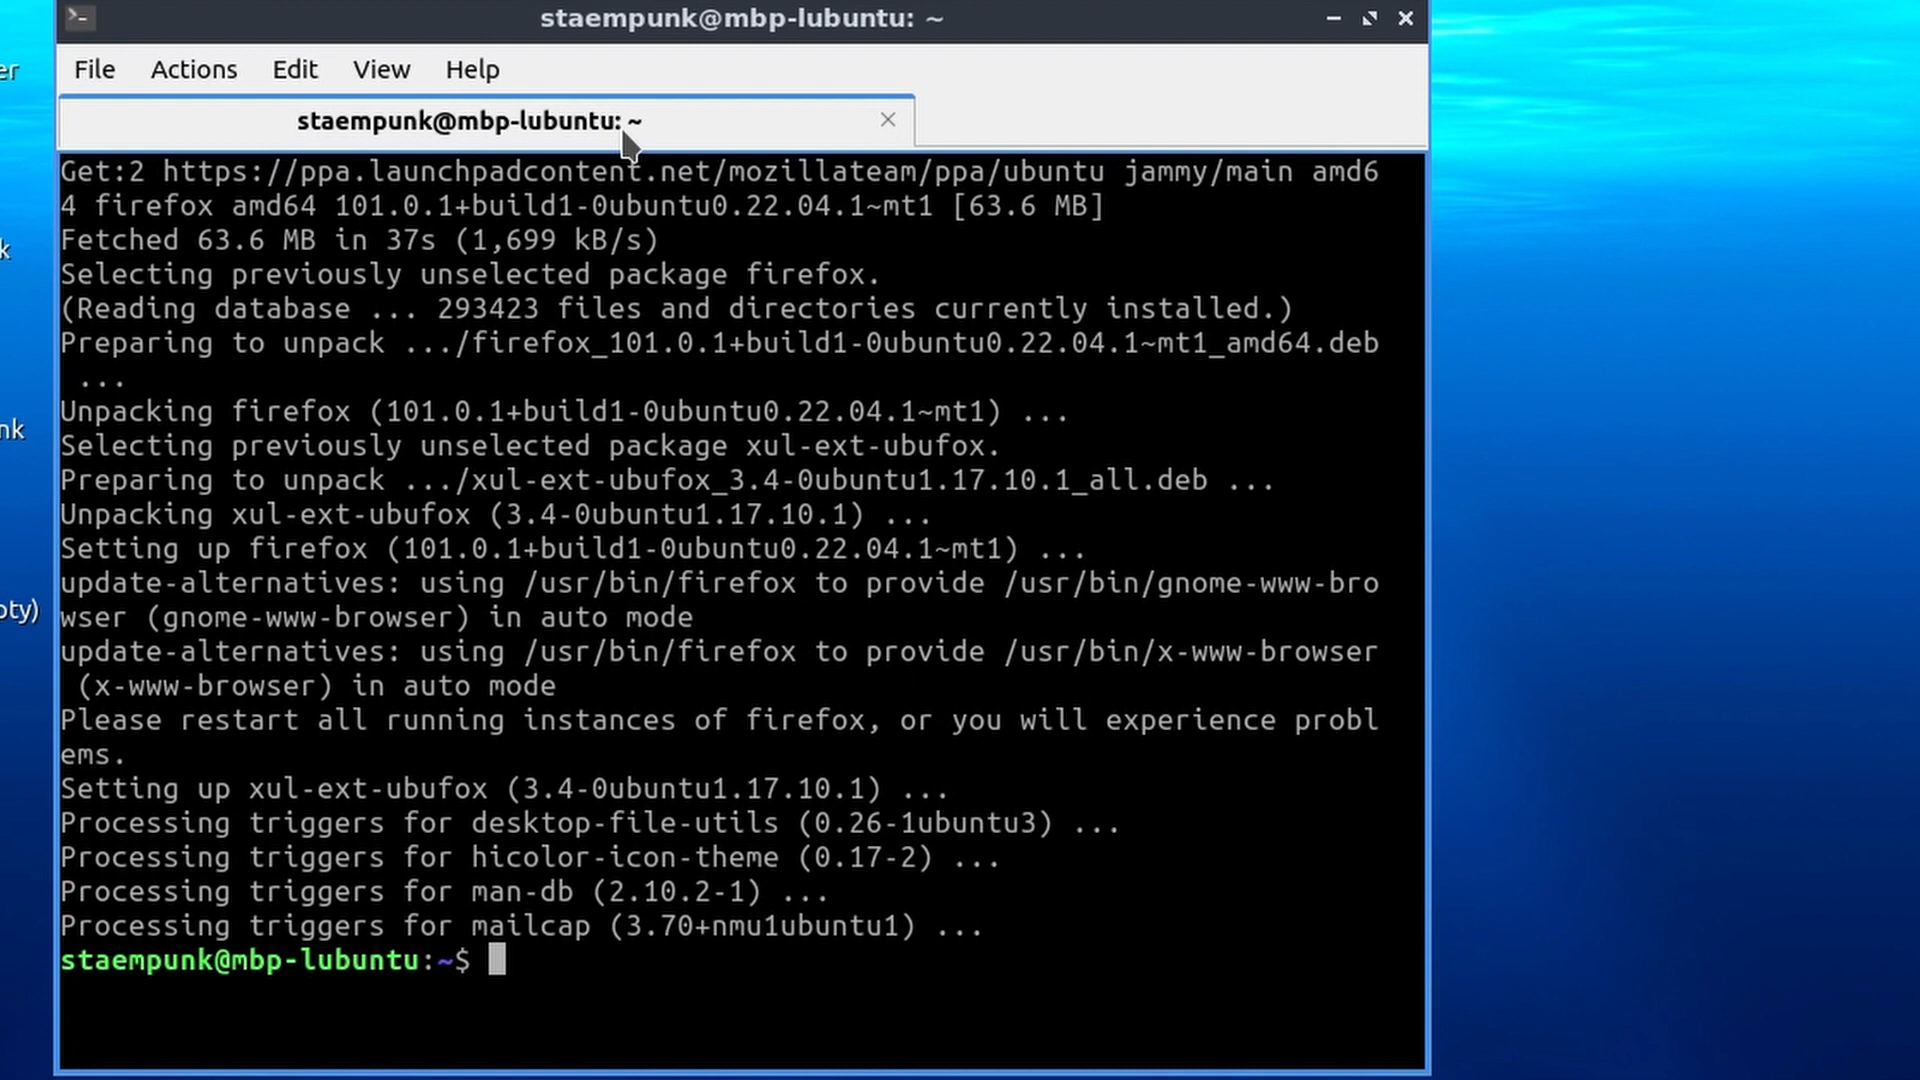 staempunk@mbp-lubuntu: ~
File Actions Edit View Help
staempunk@mbp-lubuntu: ~
Get:2 https://ppa.launchpadcontent.net/mozillateam/ppa/ubuntu jammy/main amd6
4 firefox amd64 101.0.1+build1-0ubuntu0.22.04.1~mt1 [63.6 MB]
Fetched 63.6 MB in 37s (1,699 kB/s)
Selecting previously unselected package firefox.
(Reading database ... 293423 files and directories currently installed.)
Preparing to unpack .../firefox_101.0.1+build1-0ubuntu0.22.04.1~mt1_amd64.deb
 ...
Unpacking firefox (101.0.1+build1-0ubuntu0.22.04.1~mt1) ...
Selecting previously unselected package xul-ext-ubufox.
Preparing to unpack .../xul-ext-ubufox_3.4-0ubuntu1.17.10.1_all.deb ...
Unpacking xul-ext-ubufox (3.4-0ubuntu1.17.10.1) ...
Setting up firefox (101.0.1+build1-0ubuntu0.22.04.1~mt1) ...
update-alternatives: using /usr/bin/firefox to provide /usr/bin/gnome-www-bro
wser (gnome-www-browser) in auto mode
update-alternatives: using /usr/bin/firefox to provide /usr/bin/x-www-browser
 (x-www-browser) in auto mode
Please restart all running instances of firefox, or you will experience probl
ems.
Setting up xul-ext-ubufox (3.4-0ubuntu1.17.10.1) ...
Processing triggers for desktop-file-utils (0.26-1ubuntu3) ...
Processing triggers for hicolor-icon-theme (0.17-2) ...
Processing triggers for man-db (2.10.2-1) ...
Processing triggers for mailcap (3.70+nmu1ubuntu1) ...
staempunk@mbp-lubuntu:~$